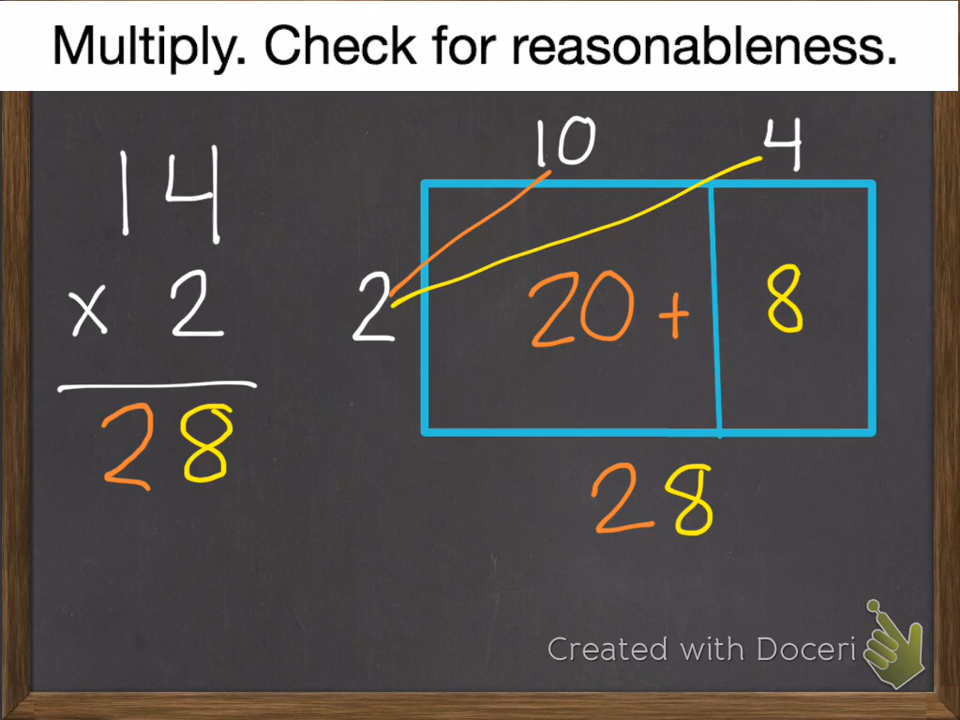 Multiply. Check for reasonableness.
14
x 2
28
10 4
2
20 + 8
28
Created with Doceri